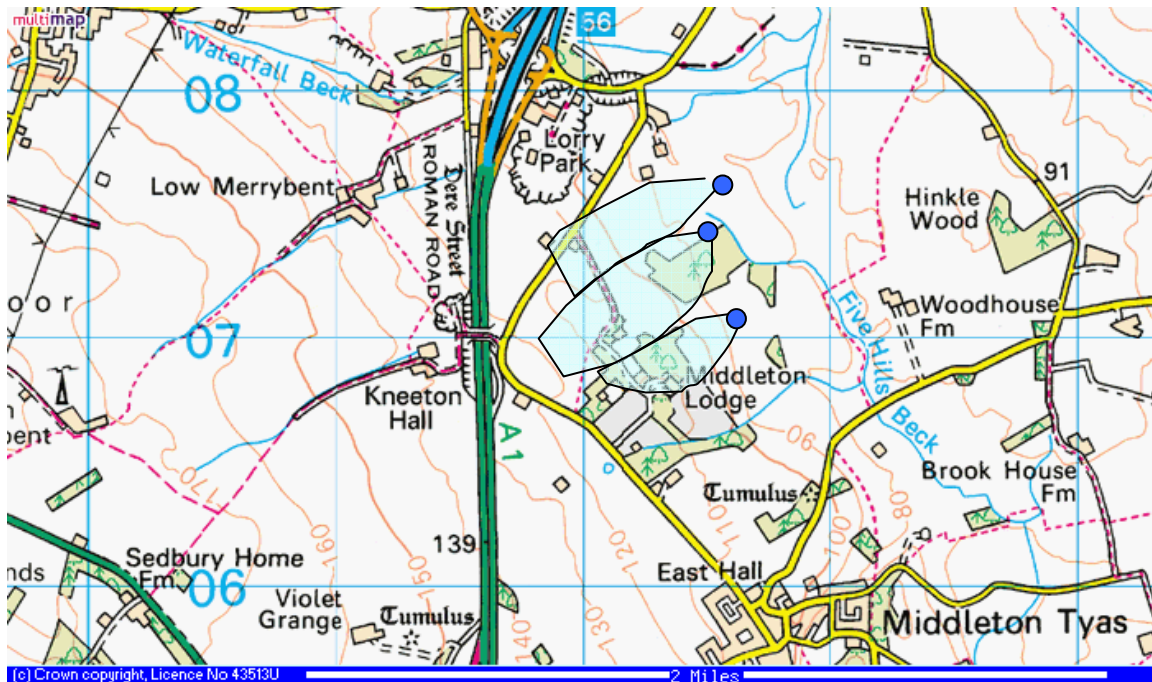 multimap
56
Waterfall Beck
08
Lorry
Park
Low Merrybent
Dere Street
ROMAN ROAD
91
Hinkle
Wood
oor
07
Five Hills Beck
Woodhouse
Fm
Kneeton
Hall
Middleton
Lodge
A 1
90
ent
170
Brook House
Fm
Tumulus
80
110
100
160
120
139
150
nds
Sedbury Home
Fm
06
East Hall
Violet
Grange
Tumulus
140
130
Middleton Tyas
(c) Crown copyright, Licence No 43513U
2 Miles